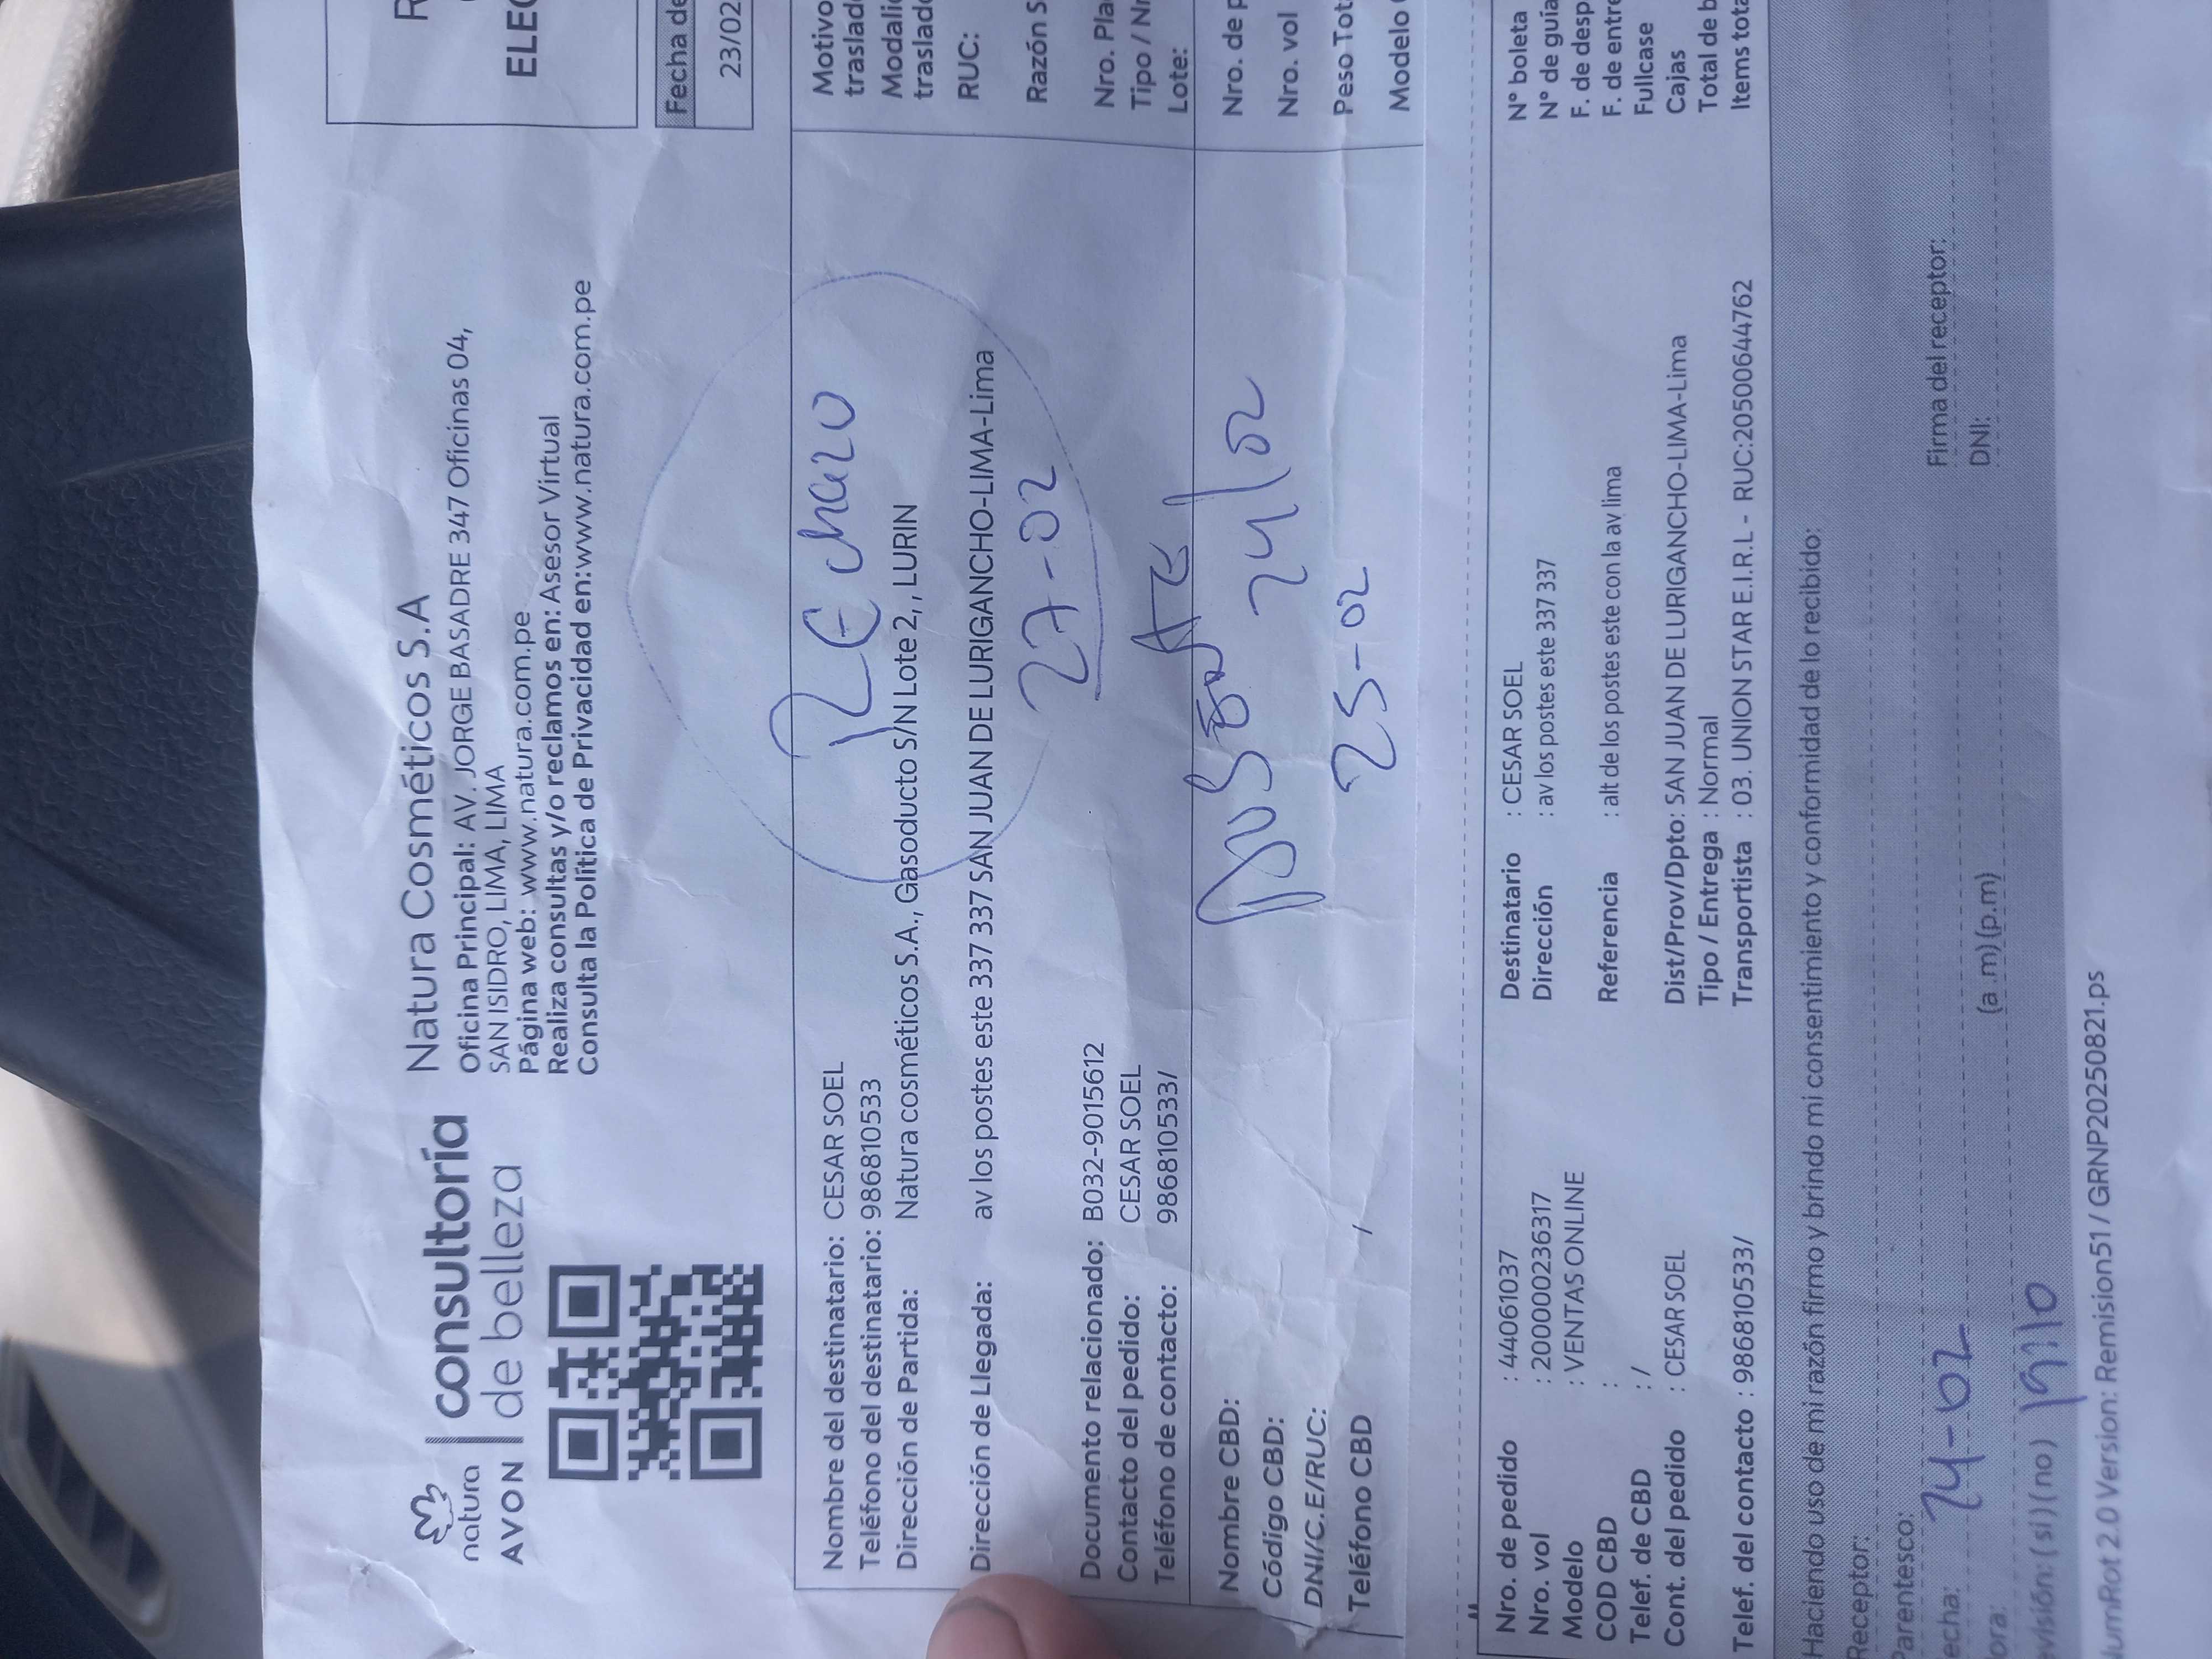 natura
AVON
consultoría
de belleza
Natura Cosméticos S.A
Oficina Principal: AV. JORGE BASADRE 347 Oficinas 04,
SAN ISIDRO, LIMA, LIMA
Página web: www.natura.com.pe
Realiza consultas y/o reclamos en: Asesor Virtual
Consulta la Política de Privacidad en:www.natura.com.pe
ELEC
Fecha de
23/02
Nombre del destinatario: CESAR SOEL
Teléfono del destinatario: 986810533
Dirección de Partida: Natura cosméticos S.A., Gasoducto S/N Lote 2,, LURIN
Dirección de Llegada: av los postes este 337 337 SAN JUAN DE LURIGANCHO-LIMA-Lima
Documento relacionado: B032-9015612
Contacto del pedido: CESAR SOEL
Teléfono de contacto: 986810533/
REchazo
27-02
24/02
25-02
Motivo
traslad
Modali
traslad
RUC:
Razón S
Nro. Pla
Tipo / Nr
Lote:
Nombre CBD:
Código CBD:
DNI/C.E/RUC:
Teléfono CBD /
Nro. de p
Nro. vol
Peso Tot
Modelo
Nro. de pedido : 44061037
Nro. vol : 200000236317
Modelo : VENTAS ONLINE
COD CBD :
Telef. de CBD : /
Cont. del pedido : CESAR SOEL
Telef. del contacto : 986810533/
Destinatario : CESAR SOEL
Dirección : av los postes este 337 337
Referencia : alt de los postes este con la av lima
Dist/Prov/Dpto: SAN JUAN DE LURIGANCHO-LIMA-Lima
Tipo / Entrega : Normal
Transportista : 03. UNION STAR E.I.R.L - RUC:20500644762
N° boleta
N° de guia
F. de desp
F. de entre
Fullcase
Cajas
Total de b
Items tota
Haciendo uso de mi razón firmo y brindo mi consentimiento y conformidad de lo recibido:
Receptor:
Parentesco:
echa: 24-02
ora: (a .m) (p.m)
evisión: ( si ) ( no )
Firma del receptor:
DNI:
NumRot 2.0 Version: Remision51 / GRNP20250821.ps